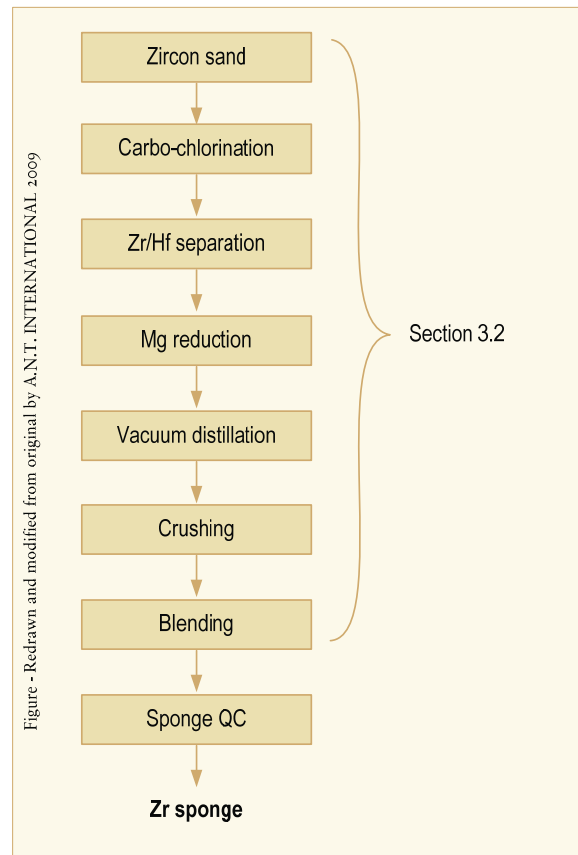 Zircon sand
Carbo-chlorination
Zr/Hf separation
Mg reduction
Vacuum distillation
Crushing
Blending
Sponge QC
Zr sponge
Section 3.2
Figure - Redrawn and modified from original by A.N.T. INTERNATIONAL 2009